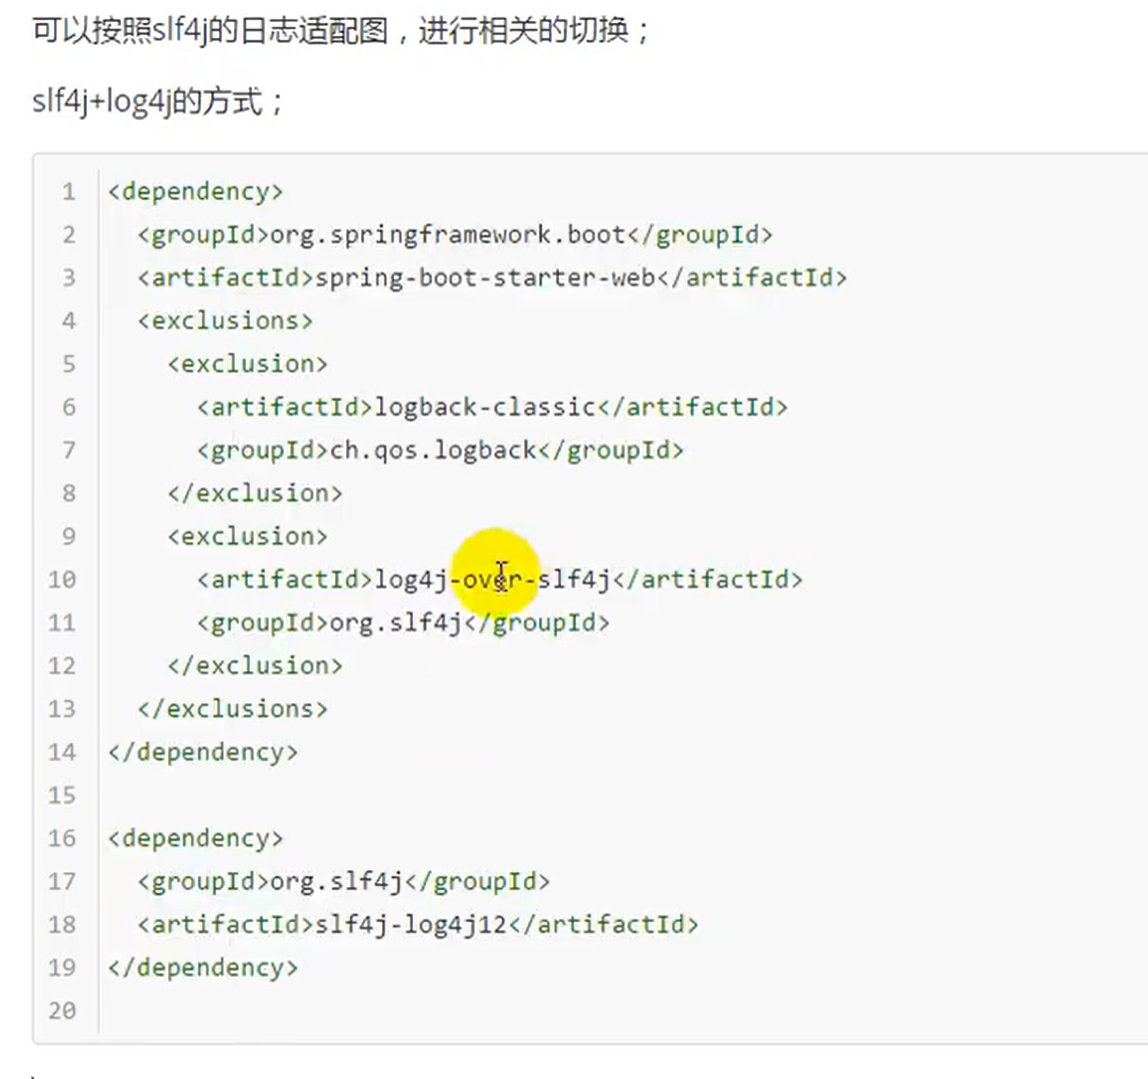 可以按照slf4j的日志适配图，进行相关的切换；
slf4j+log4j的方式；
1 <dependency>
2   <groupId>org.springframework.boot</groupId>
3   <artifactId>spring-boot-starter-web</artifactId>
4   <exclusions>
5     <exclusion>
6       <artifactId>logback-classic</artifactId>
7       <groupId>ch.qos.logback</groupId>
8     </exclusion>
9     <exclusion>
10       <artifactId>log4j-over-slf4j</artifactId>
11       <groupId>org.slf4j</groupId>
12     </exclusion>
13   </exclusions>
14 </dependency>
15
16 <dependency>
17   <groupId>org.slf4j</groupId>
18   <artifactId>slf4j-log4j12</artifactId>
19 </dependency>
20